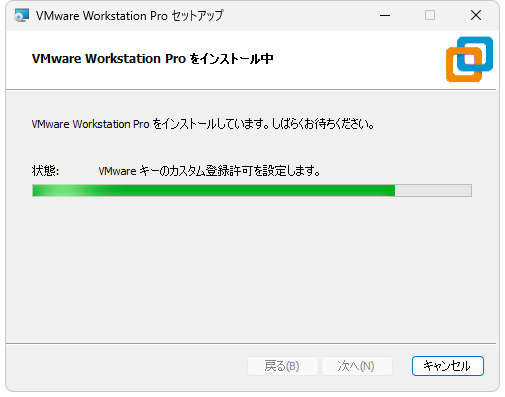 VMware Workstation Pro セットアップ
VMware Workstation Pro をインストール中
VMware Workstation Pro をインストールしています。しばらくお待ちください。
状態: VMware キーのカスタム登録許可を設定します。
戻る(B) 次へ(N) キャンセル